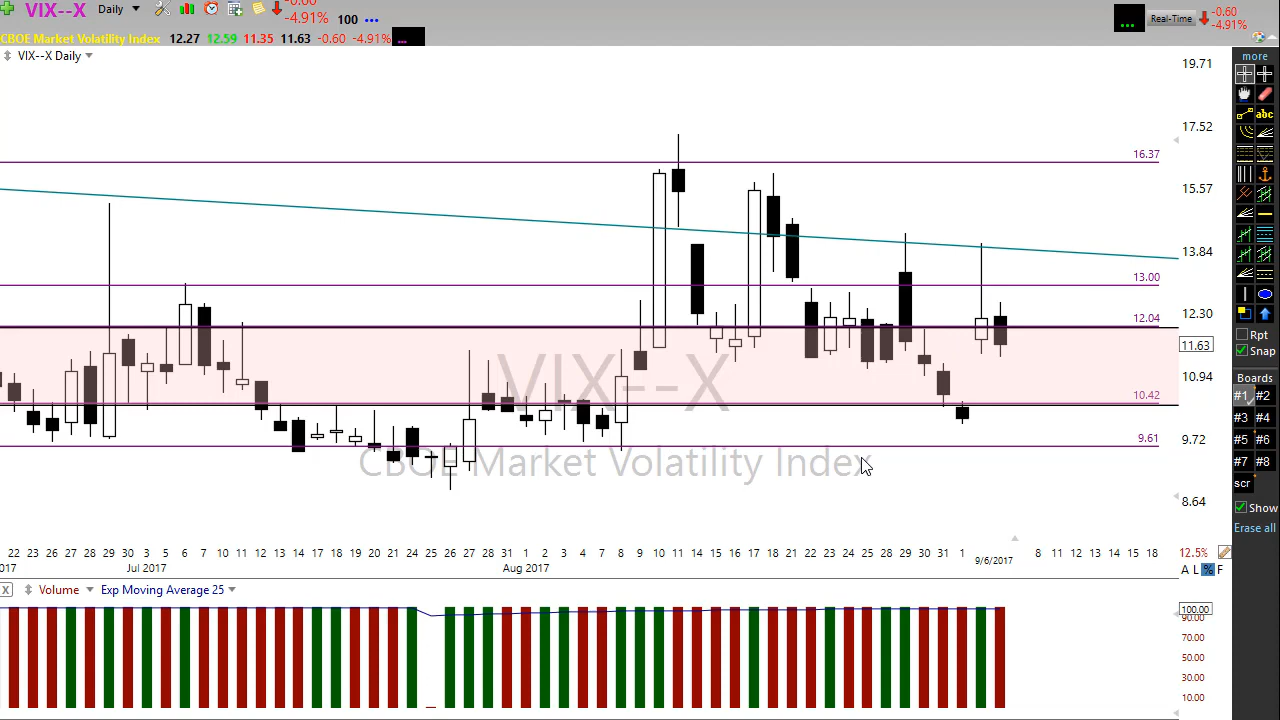 VIX--X Daily -0.60 -4.91% 100 ... Real-Time -0.60 -4.91%
CBOE Market Volatility Index 12.27 12.59 11.35 11.63 -0.60 -4.91% ...
VIX--X Daily
more
abc
19.71
17.52
16.37
15.57
13.84
13.00
12.30
12.04
11.63
10.94
10.42
9.72
9.61
8.64
VIX--X
CBOE Market Volatility Index
Rpt
Snap
Boards
#1 #2
#3 #4
#5 #6
#7 #8
scr
Show
Erase all
22 23 26 27 28 29 30 3 5 6 7 10 11 12 13 14 17 18 19 20 21 24 25 26 27 28 31 1 2 3 4 7 8 9 10 11 14 15 16 17 18 21 22 23 24 25 28 29 30 31 1 9/6/2017 8 11 12 13 14 15 18 12.5%
017 Jul 2017 Aug 2017 A L % F
X Volume Exp Moving Average 25
100.00
90.00
70.00
50.00
30.00
10.00